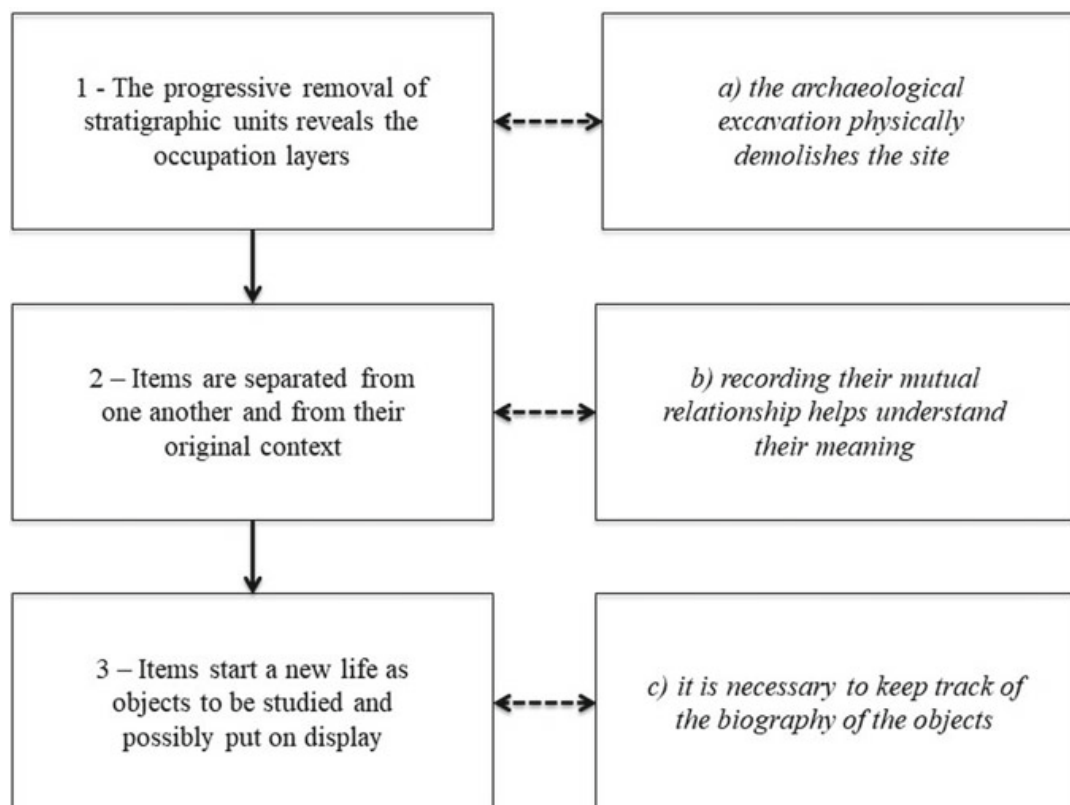 1 - The progressive removal of
stratigraphic units reveals the
occupation layers
a) the archaeological
excavation physically
demolishes the site
2 – Items are separated from
one another and from their
original context
b) recording their mutual
relationship helps understand
their meaning
3 – Items start a new life as
objects to be studied and
possibly put on display
c) it is necessary to keep track of
the biography of the objects